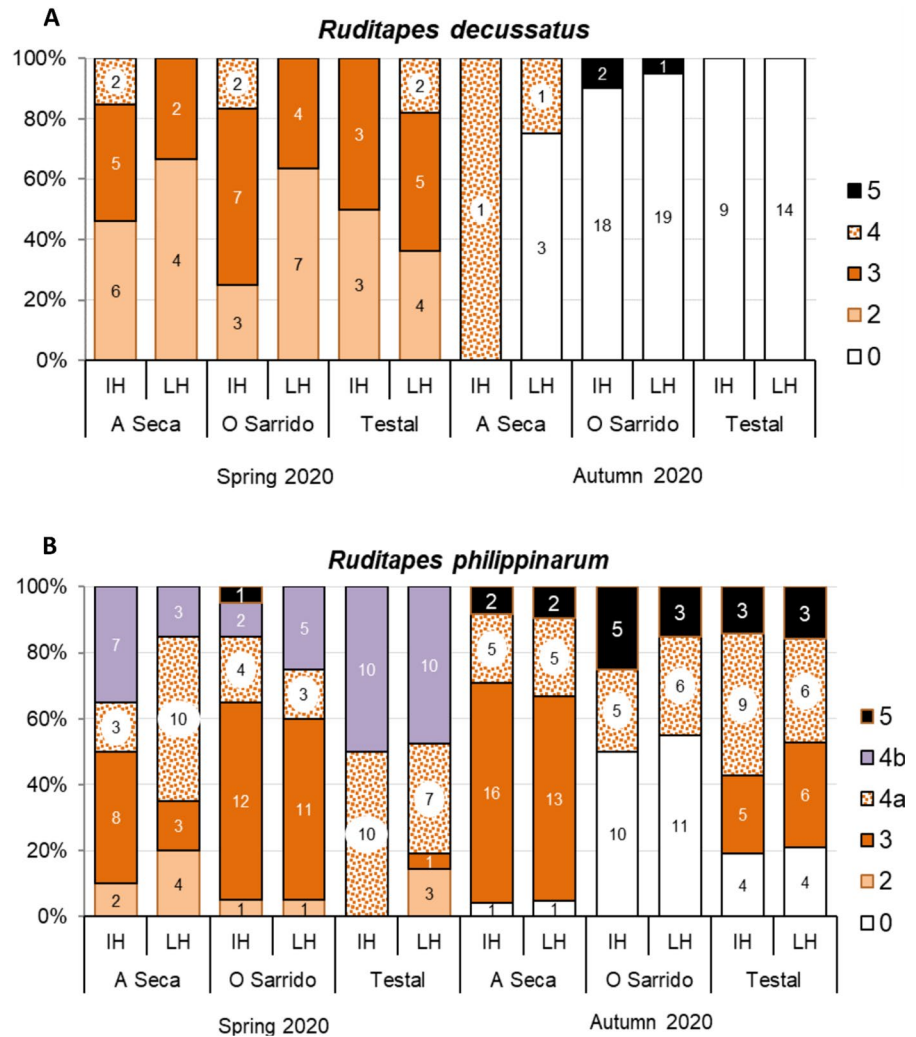 A
Ruditapes decussatus
100%
2 2 2 1 2 1
2 4 3 1
80%
5 5
60%
7 1 18 19 9 14
40%
6 4 7 3 3
20%
3 4
0%
IH LH IH LH IH LH IH LH IH LH IH LH
A Seca O Sarrido Testal A Seca O Sarrido Testal
Spring 2020 Autumn 2020
5
4
3
2
0
B
Ruditapes philippinarum
100%
1 2 2 3 3 3
7 3 2 5 10 10 5
80%
4 5 5 6 9 6
3 10 3 5
60%
7
8 12 11 16 13 6
40%
10 10 11 5
20%
3 1
2 4 3 4 4
1 1 1 1
0%
IH LH IH LH IH LH IH LH IH LH IH LH
A Seca O Sarrido Testal A Seca O Sarrido Testal
Spring 2020 Autumn 2020
5
4b
4a
3
2
0